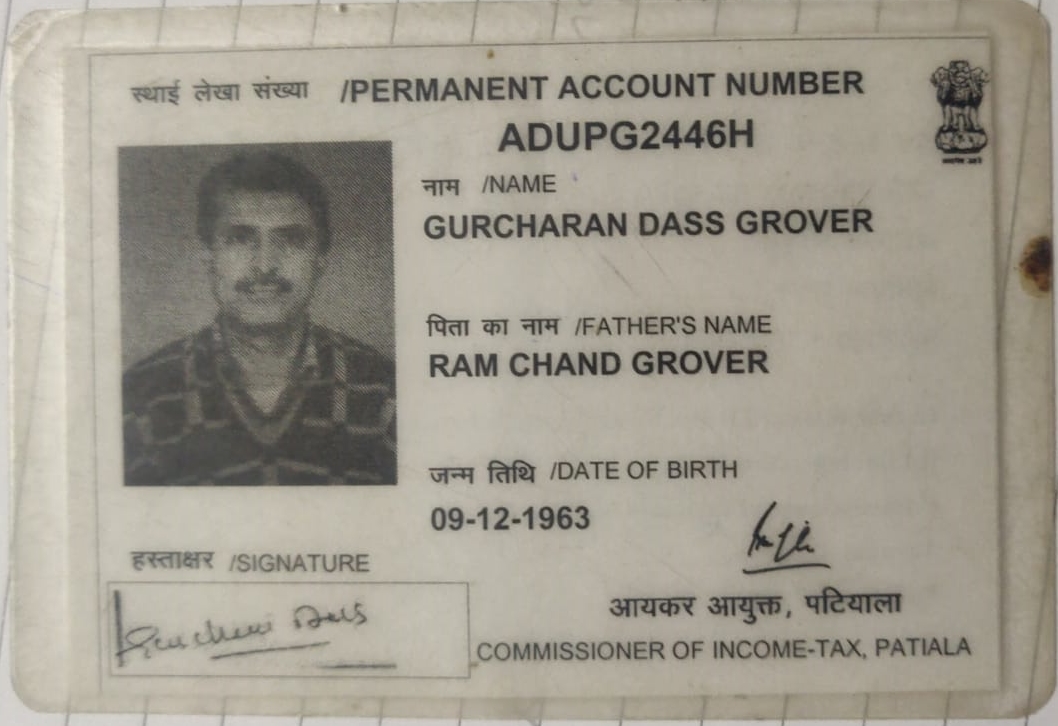 स्थाई लेखा संख्या /PERMANENT ACCOUNT NUMBER
ADUPG2446H
नाम /NAME
GURCHARAN DASS GROVER
पिता का नाम /FATHER'S NAME
RAM CHAND GROVER
जन्म तिथि /DATE OF BIRTH
09-12-1963
हस्ताक्षर /SIGNATURE
Gurcharan Dass
आयकर आयुक्त, पटियाला
COMMISSIONER OF INCOME-TAX, PATIALA